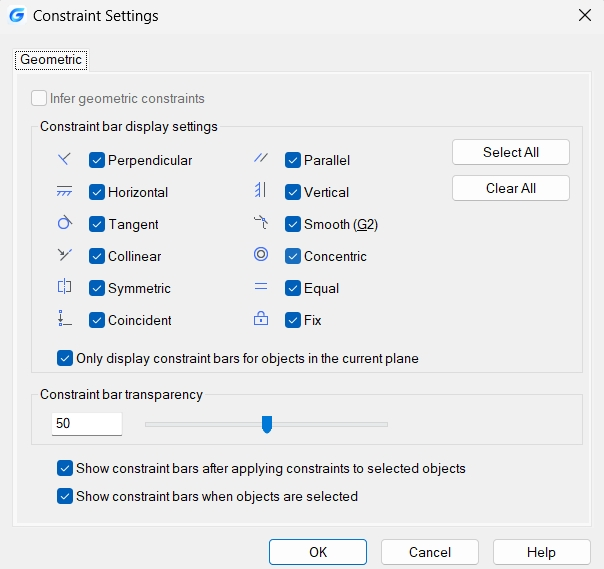 Constraint Settings
Geometric
Infer geometric constraints
Constraint bar display settings
Perpendicular Parallel Select All
Horizontal Vertical Clear All
Tangent Smooth (G2)
Collinear Concentric
Symmetric Equal
Coincident Fix
Only display constraint bars for objects in the current plane
Constraint bar transparency
50
Show constraint bars after applying constraints to selected objects
Show constraint bars when objects are selected
OK Cancel Help